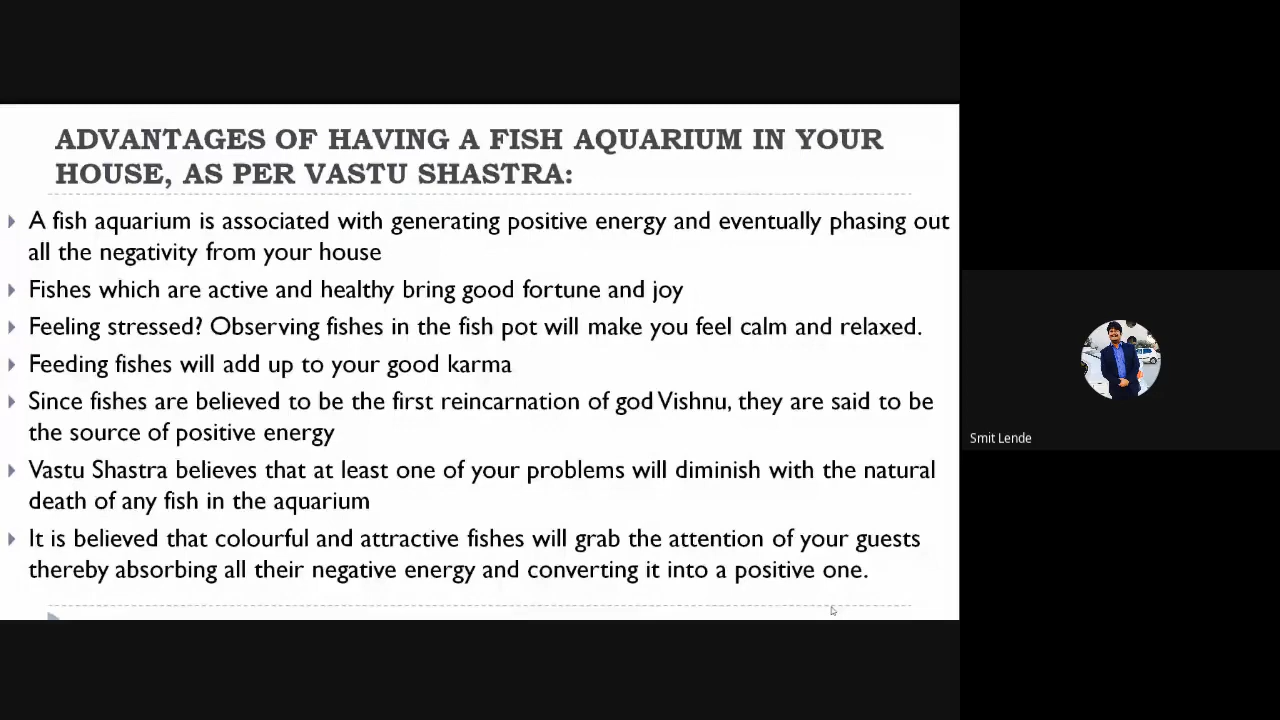 ADVANTAGES OF HAVING A FISH AQUARIUM IN YOUR
HOUSE, AS PER VASTU SHASTRA:
A fish aquarium is associated with generating positive energy and eventually phasing out
all the negativity from your house
Fishes which are active and healthy bring good fortune and joy
Feeling stressed? Observing fishes in the fish pot will make you feel calm and relaxed.
Feeding fishes will add up to your good karma
Since fishes are believed to be the first reincarnation of god Vishnu, they are said to be
the source of positive energy
Vastu Shastra believes that at least one of your problems will diminish with the natural
death of any fish in the aquarium
It is believed that colourful and attractive fishes will grab the attention of your guests
thereby absorbing all their negative energy and converting it into a positive one.
Smit Lende